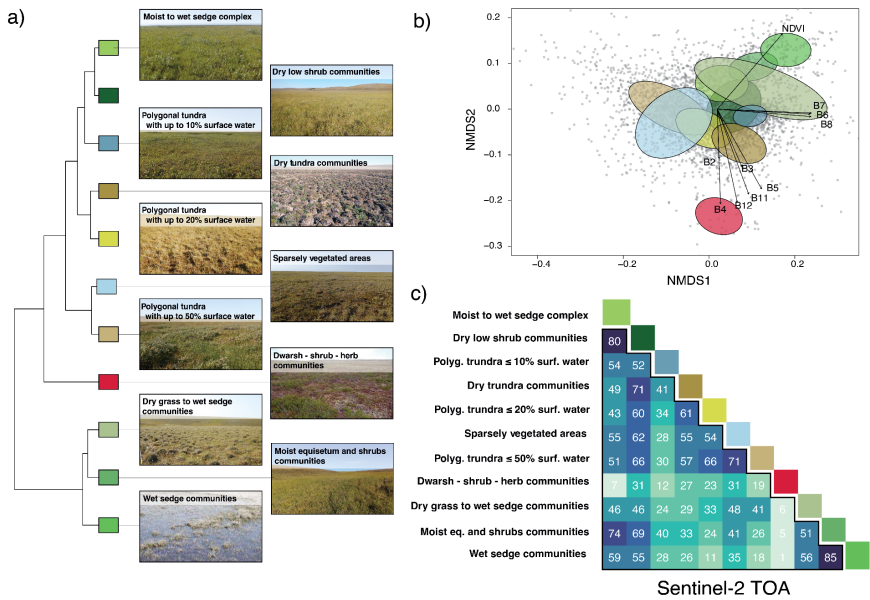 a)
Moist to wet sedge complex
Dry low shrub communities
Polygonal tundra
with up to 10% surface water
Dry tundra communities
Polygonal tundra
with up to 20% surface water
Sparsely vegetated areas
Polygonal tundra
with up to 50% surface water
Dwarsh - shrub - herb
communities
Dry grass to wet sedge
communities
Moist equisetum and shrubs
communities
Wet sedge communities
b)
NMDS2
0.2
0.1
0.0
−0.1
−0.2
−0.3
NDVI
B7
B6
B8
B2
B3
B5
B11
B4
B12
−0.4
−0.2
0.0
0.2
NMDS1
c)
Moist to wet sedge complex
Dry low shrub communities
80
Polyg. trundra ≤ 10% surf. water
54 52
Dry trundra communities
49 71 41
Polyg. trundra ≤ 20% surf. water
43 60 34 61
Sparsely vegetated areas
55 62 28 55 54
Polyg. trundra ≤ 50% surf. water
51 66 30 57 66 71
Dwarsh - shrub - herb communities
7 31 12 27 23 31 19
Dry grass to wet sedge communities
46 46 24 29 33 48 41 6
Moist eq. and shrubs communities
74 69 40 33 24 41 26 5 51
Wet sedge communities
59 55 28 26 11 35 18 1 56 85
Sentinel-2 TOA